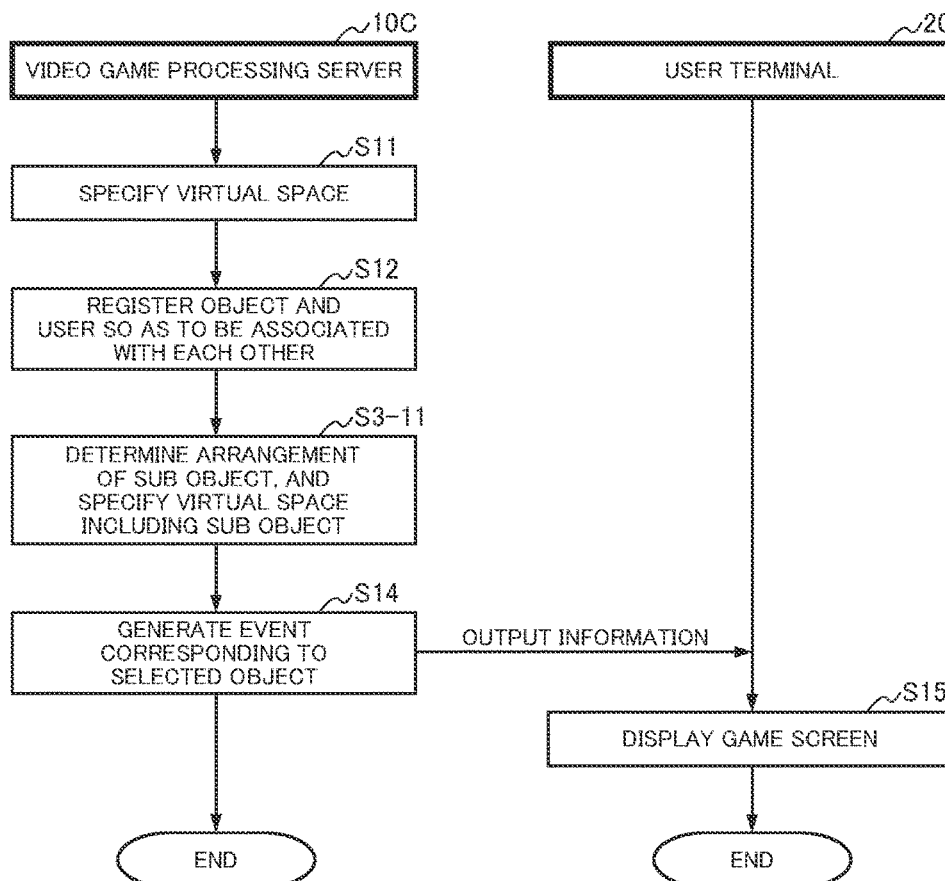 10C
VIDEO GAME PROCESSING SERVER
S11
SPECIFY VIRTUAL SPACE
S12
REGISTER OBJECT AND
USER SO AS TO BE ASSOCIATED
WITH EACH OTHER
S3-11
DETERMINE ARRANGEMENT
OF SUB OBJECT, AND
SPECIFY VIRTUAL SPACE
INCLUDING SUB OBJECT
S14
GENERATE EVENT
CORRESPONDING TO
SELECTED OBJECT
END
20
USER TERMINAL
OUTPUT INFORMATION
S15
DISPLAY GAME SCREEN
END